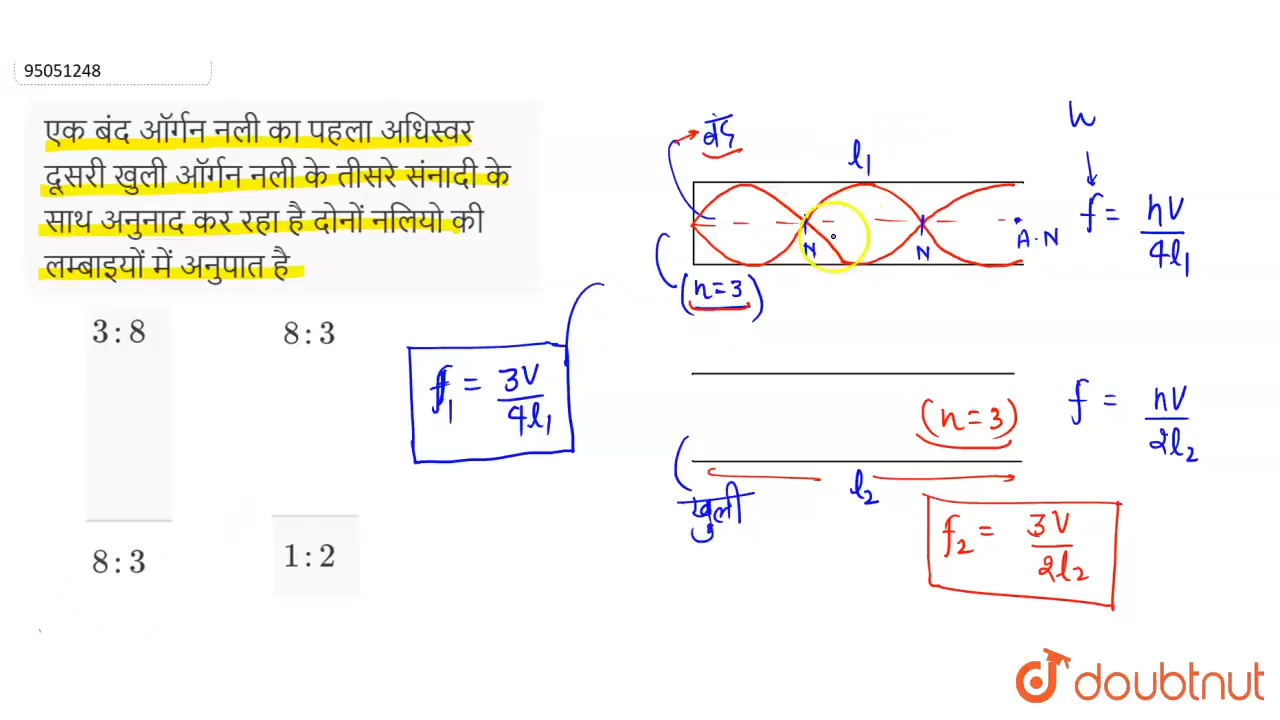 95051248
एक बंद ऑर्गन नली का पहला अधिस्वर
दूसरी खुली ऑर्गन नली के तीसरे संनादी के
साथ अनुनाद कर रहा है दोनों नलियो की
लम्बाइयों में अनुपात है
3 : 8
8 : 3
8 : 3
1 : 2
f₁ = 3V/4l₁
बंद
l₁
N
N
A.N
(n=3)
n
f = nV/4l₁
(n=3)
f = nV/2l₂
l₂
खुली
f₂ = 3V/2l₂
doubtnut